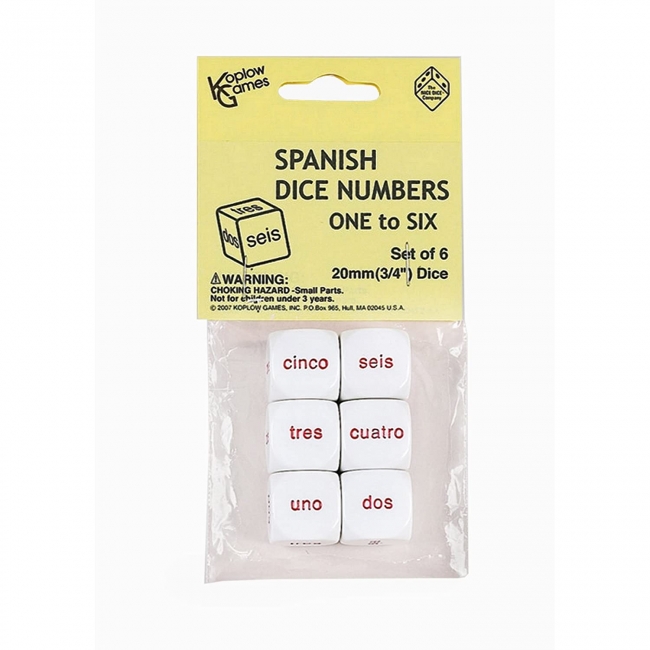 Koplow
Games
The
NICE DICE
Company
SPANISH
DICE NUMBERS
ONE to SIX
tres
dos
seis
Set of 6
20mm(3/4") Dice
⚠WARNING:
CHOKING HAZARD -Small Parts.
Not for children under 3 years.
© 2007 KOPLOW GAMES, INC. P.O.Box 965, Hull, MA 02045 U.S.A.
cinco
seis
tres
cuatro
uno
dos